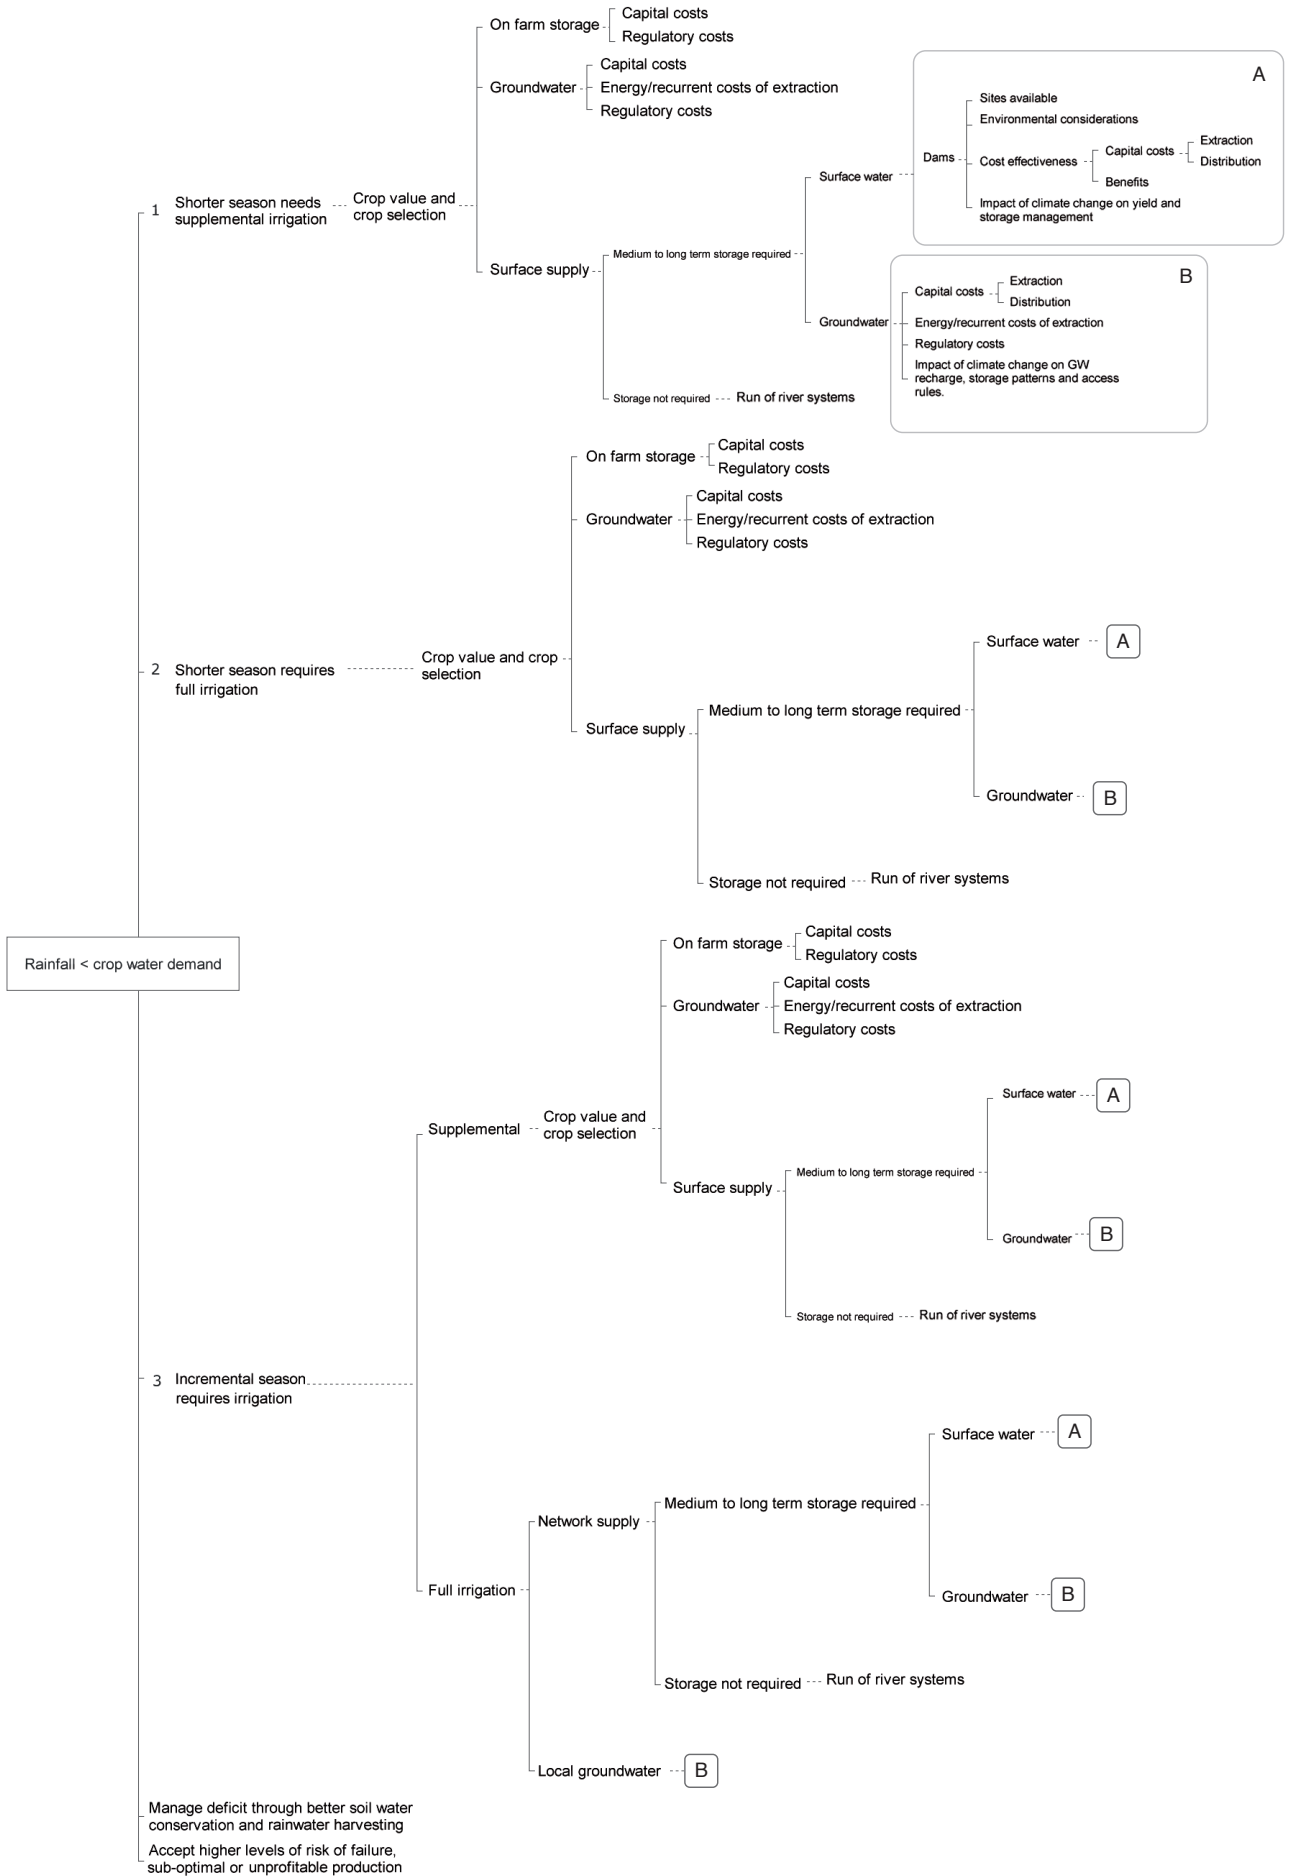 On farm storage
Capital costs
Regulatory costs
Groundwater
Capital costs
Energy/recurrent costs of extraction
Regulatory costs
A
Dams
Sites available
Environmental considerations
Cost effectiveness
Capital costs
Extraction
Distribution
Benefits
Impact of climate change on yield and
storage management
1
Shorter season needs
supplemental irrigation
Crop value and
crop selection
Surface supply
Medium to long term storage required
Surface water
Groundwater
B
Capital costs
Extraction
Distribution
Energy/recurrent costs of extraction
Regulatory costs
Impact of climate change on GW
recharge, storage patterns and access
rules.
Storage not required
Run of river systems
On farm storage
Capital costs
Regulatory costs
Groundwater
Capital costs
Energy/recurrent costs of extraction
Regulatory costs
2
Shorter season requires
full irrigation
Crop value and crop
selection
Surface supply
Medium to long term storage required
Surface water
A
Groundwater
B
Storage not required
Run of river systems
Rainfall < crop water demand
On farm storage
Capital costs
Regulatory costs
Groundwater
Capital costs
Energy/recurrent costs of extraction
Regulatory costs
Supplemental
Crop value and
crop selection
Surface supply
Medium to long term storage required
Surface water
A
Groundwater
B
Storage not required
Run of river systems
3
Incremental season
requires irrigation
Full irrigation
Network supply
Medium to long term storage required
Surface water
A
Groundwater
B
Storage not required
Run of river systems
Local groundwater
B
Manage deficit through better soil water
conservation and rainwater harvesting
Accept higher levels of risk of failure,
sub-optimal or unprofitable production